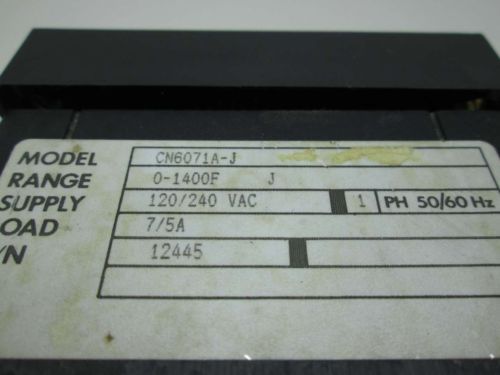 MODEL CN6071A-J
RANGE 0-1400F J
SUPPLY 120/240 VAC 1 PH 50/60 Hz
OAD 7/5A
/N 12445